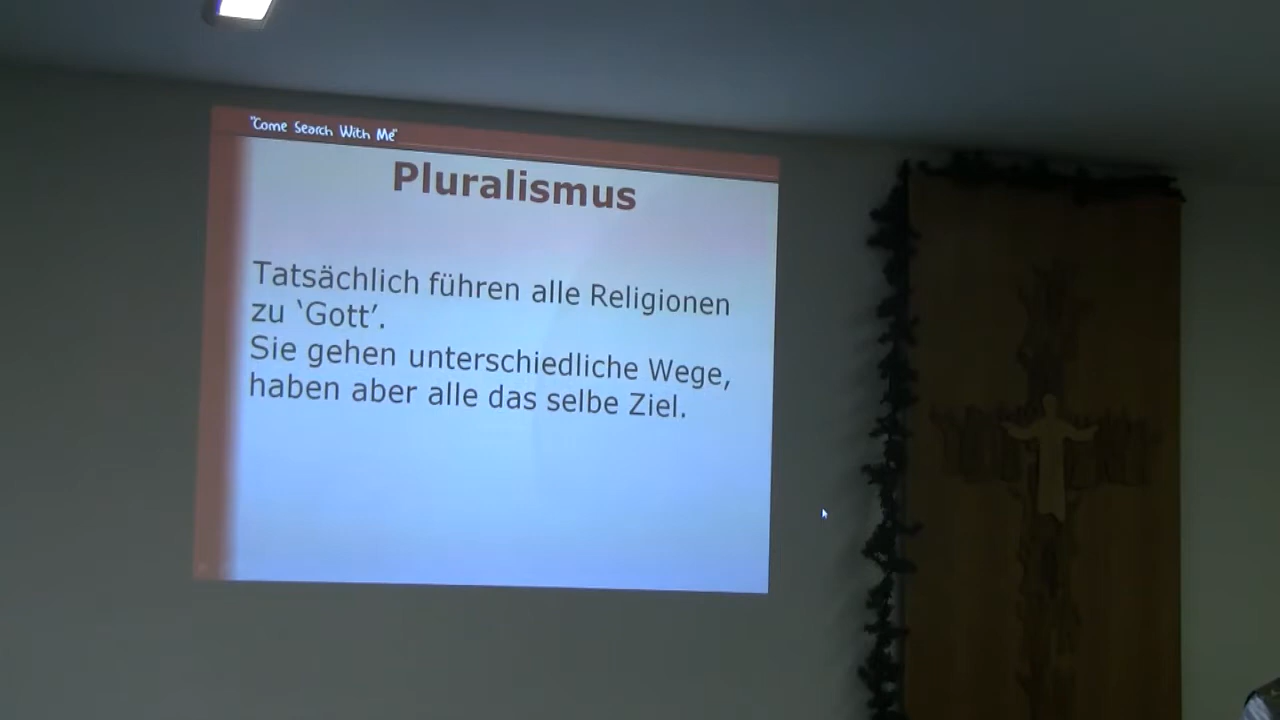 "Come Search With Me"
Pluralismus
Tatsächlich führen alle Religionen
zu ‘Gott’.
Sie gehen unterschiedliche Wege,
haben aber alle das selbe Ziel.